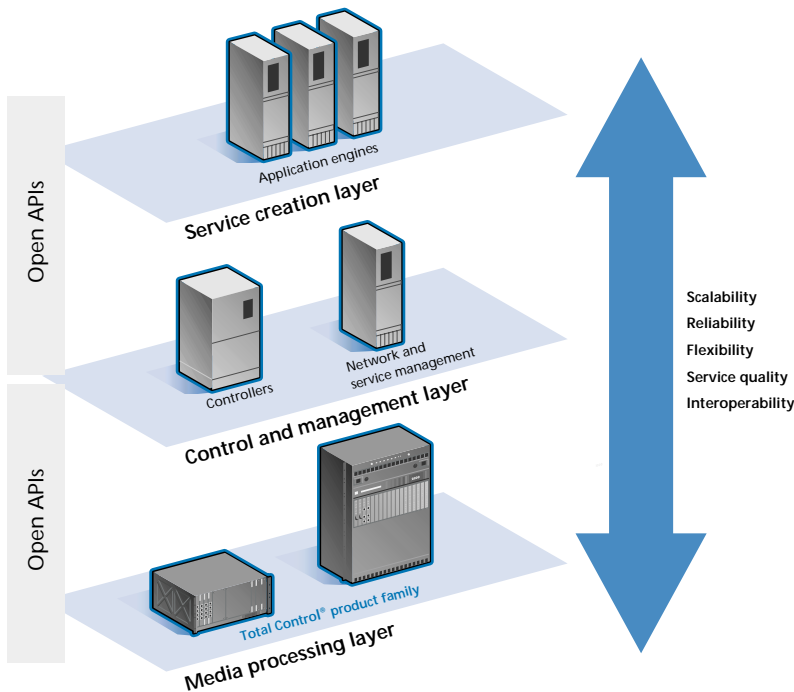 Application engines
Service creation layer
Open APIs
Network and
service management
Controllers
Control and management layer
Open APIs
Total Control® product family
Media processing layer
Scalability
Reliability
Flexibility
Service quality
Interoperability